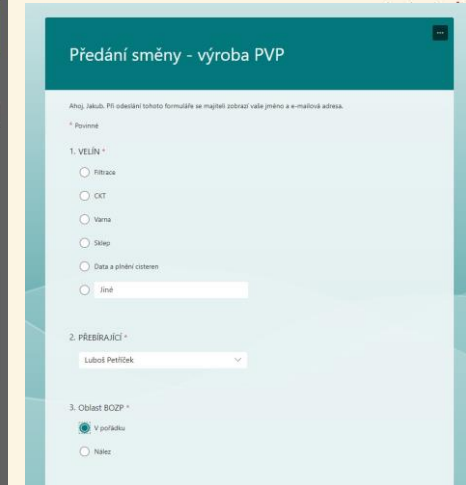 Předání směny - výroba PVP
Ahoj, Jakub. Při odeslání tohoto formuláře se majiteli zobrazí vaše jméno a e-mailová adresa.
* Povinné
1. VELÍN *
Filtrace
CKT
Varna
Sklep
Data a plnění cisteren
Jiné
2. PŘEBÍRAJÍCÍ *
Luboš Petříček
3. Oblast BOZP *
V pořádku
Nález